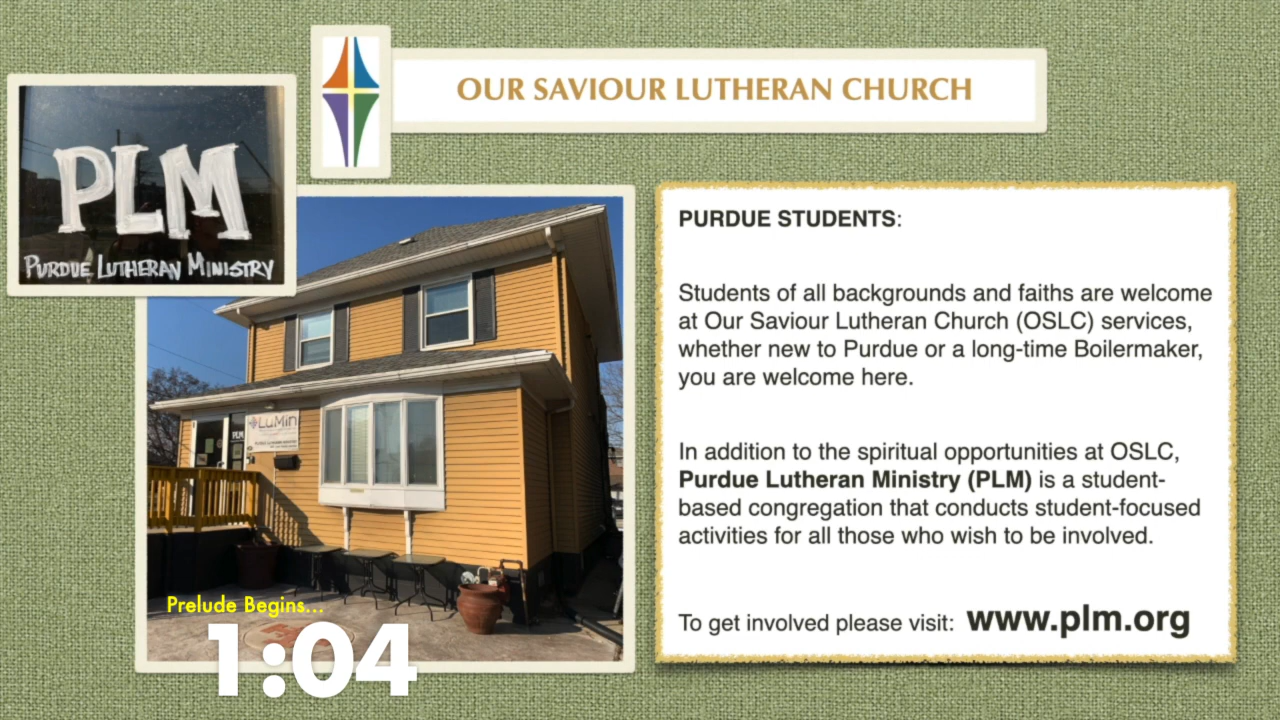 OUR SAVIOUR LUTHERAN CHURCH
PLM
PURDUE LUTHERAN MINISTRY
LuMin
PLM
PURDUE STUDENTS:
Students of all backgrounds and faiths are welcome
at Our Saviour Lutheran Church (OSLC) services,
whether new to Purdue or a long-time Boilermaker,
you are welcome here.
In addition to the spiritual opportunities at OSLC,
Purdue Lutheran Ministry (PLM) is a student-
based congregation that conducts student-focused
activities for all those who wish to be involved.
To get involved please visit: www.plm.org
Prelude Begins...
1:04